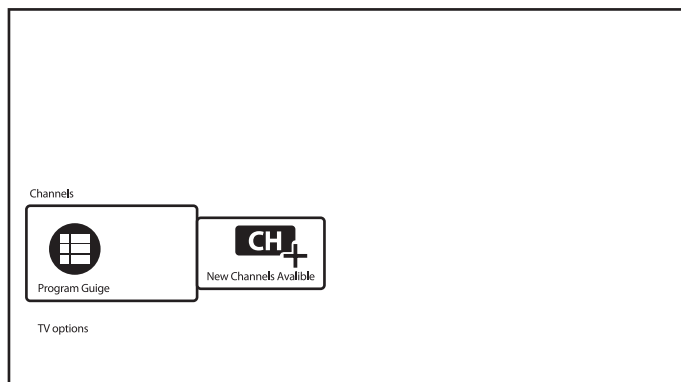 Channels
CH
Program Guige
New Channels Avalible
TV options